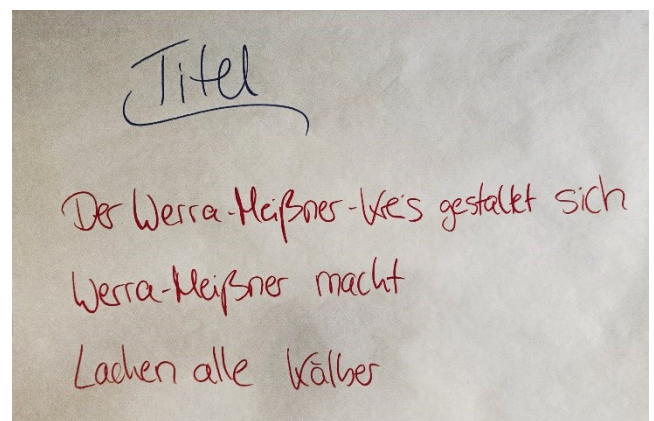 Titel
Der Werra-Meißner-Kreis gestaltet sich
Werra-Meißner macht
Lachen alle Kälber